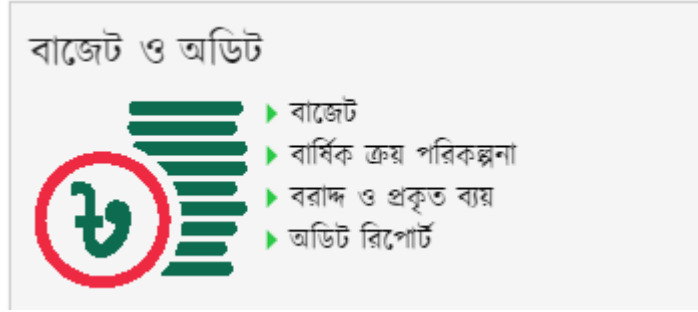 বাজেট ও অডিট
বাজেট
বার্ষিক ক্রয় পরিকল্পনা
বরাদ্দ ও প্রকৃত ব্যয়
অডিট রিপোর্ট
৳